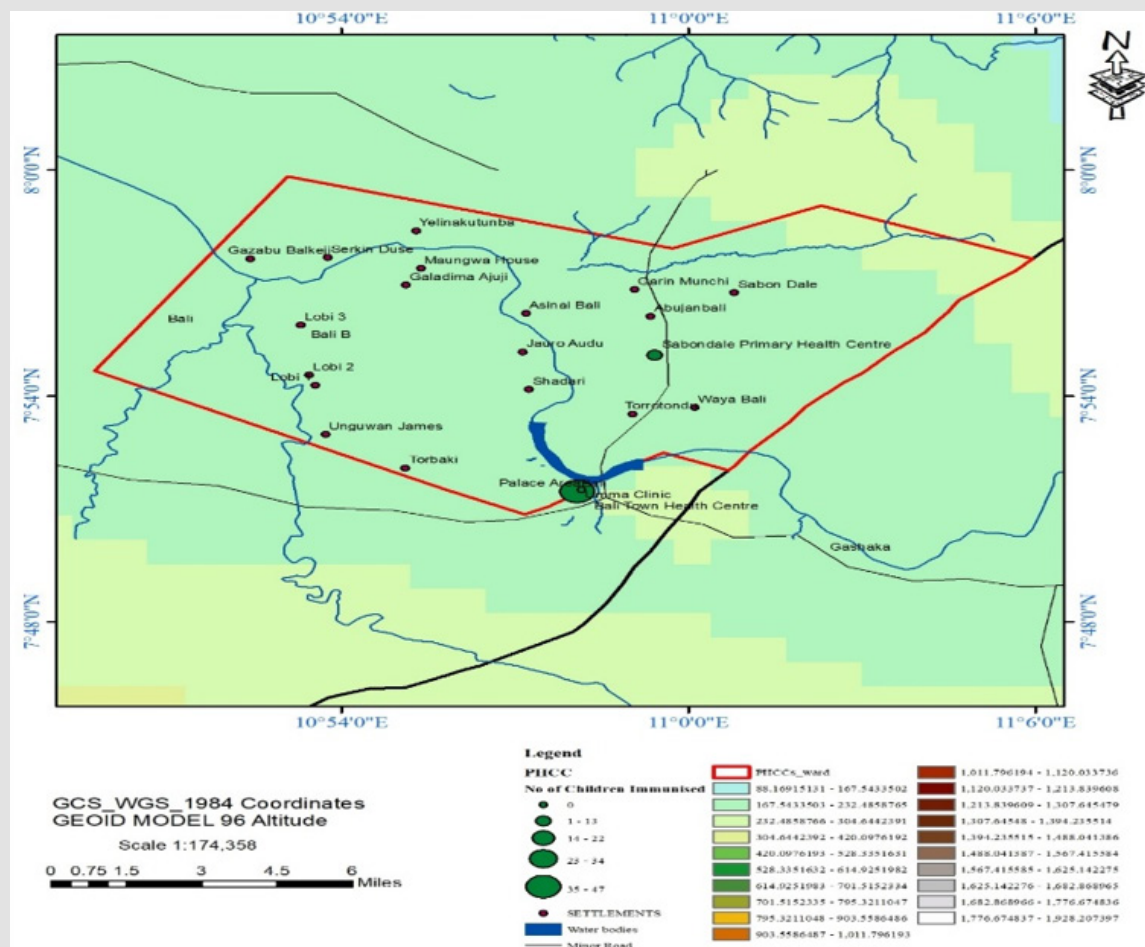 10°54'0"E 11°0'0"E 11°6'0"E
N
8°0'0"N 8°0'0"N
Yelinakutunba
Gazabu Balkeji Serkin Duse
Maungwa House
Galadima Ajuji
Garin Munchi Sabon Dale
Asinai Bali Abujanbali
Bali Lobi 3
Bali B
Jauro Audu Sabondale Primary Health Centre
Lobi Lobi 2
Shadari
7°54'0"N 7°54'0"N
Torrotondu Waya Bali
Unguwan James
Torbaki
Palace Area
Umma Clinic
Bali Town Health Centre
Gashaka
7°48'0"N 7°48'0"N
10°54'0"E 11°0'0"E 11°6'0"E
GCS_WGS_1984 Coordinates
GEOID MODEL 96 Altitude
Scale 1:174,358
0 0.75 1.5 3 4.5 6
Miles
Legend
PHCC
No of Children Immunised
0
1 - 13
14 - 22
23 - 34
35 - 47
SETTLEMENTS
Water bodies
Minor Road
PHCCs_ward
88.16915131 - 167.5433502
167.5433503 - 232.4858765
232.4858766 - 304.6442391
304.6442392 - 420.0976192
420.0976193 - 528.3351631
528.3351632 - 614.9251982
614.9251983 - 701.5152334
701.5152335 - 795.3211047
795.3211048 - 903.5586486
903.5586487 - 1,011.796193
1,011.796194 - 1,120.033736
1,120.033737 - 1,213.839608
1,213.839609 - 1,307.645479
1,307.64548 - 1,394.235514
1,394.235515 - 1,488.041386
1,488.041387 - 1,567.415584
1,567.415585 - 1,625.142275
1,625.142276 - 1,682.868965
1,682.868966 - 1,776.674836
1,776.674837 - 1,928.207397